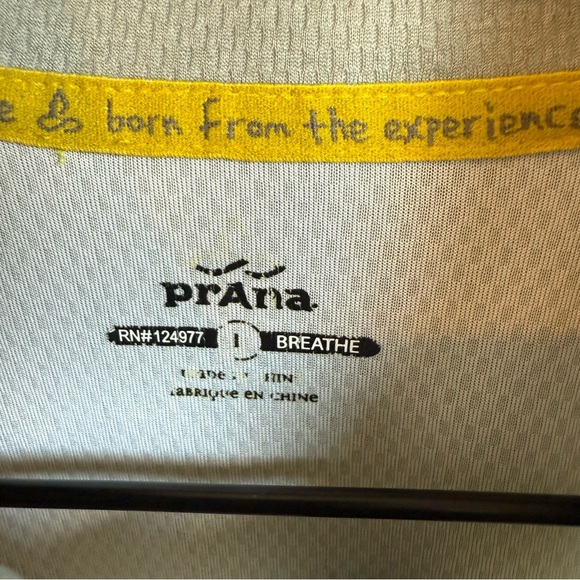 e born from the experience
prAna
RN#124977 BREATHE
FABRIQUE EN CHINE